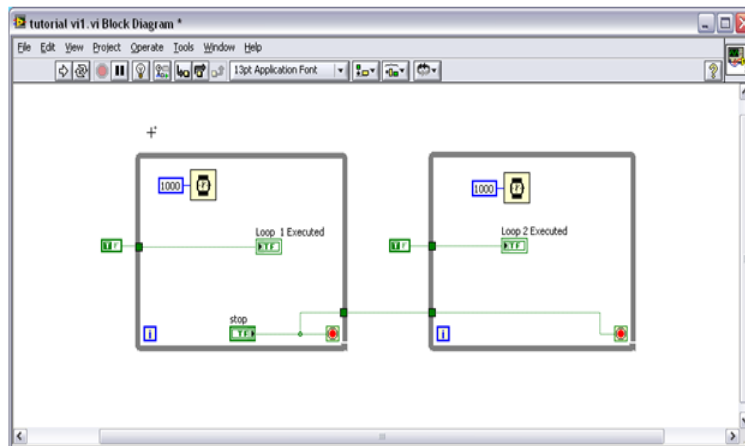 tutorial vi1.vi Block Diagram *
File Edit View Project Operate Tools Window Help
13pt Application Font
1000
1000
Loop 1 Executed
Loop 2 Executed
TF
TF
TF
TF
stop
TF
i
i